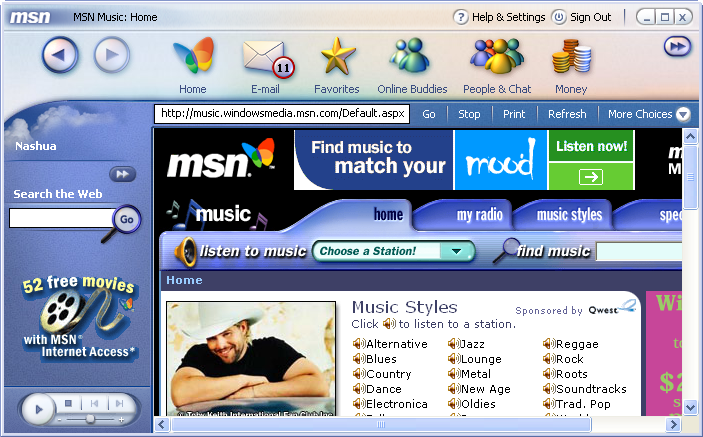 msn MSN Music: Home Help & Settings Sign Out
11
Home E-mail Favorites Online Buddies People & Chat Money
http://music.windowsmedia.msn.com/Default.aspx Go Stop Print Refresh More Choices
Nashua
Search the Web
Go
52 free movies
with MSN®
Internet Access*
msn
Find music to
match your
mood
Listen now!
music home my radio music styles
listen to music Choose a Station! find music
Home
Music Styles
Sponsored by Qwest
Click to listen to a station.
Alternative Jazz Reggae
Blues Lounge Rock
Country Metal Roots
Dance New Age Soundtracks
Electronica Oldies Trad. Pop
© Toby Keith International Fan Club Inc